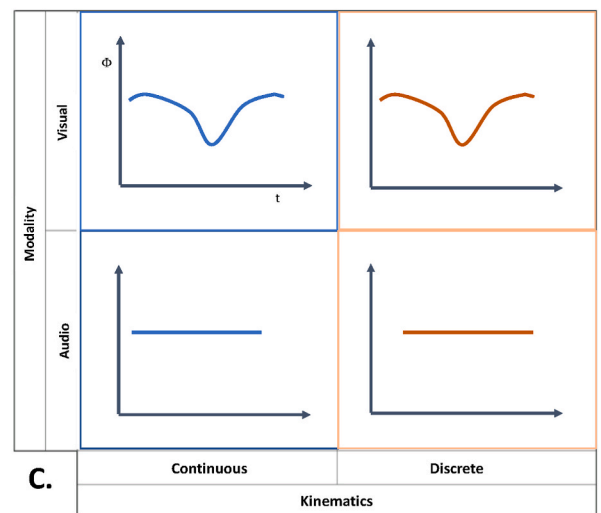 Φ
t
Visual
Modality
Audio
C.
Continuous
Discrete
Kinematics